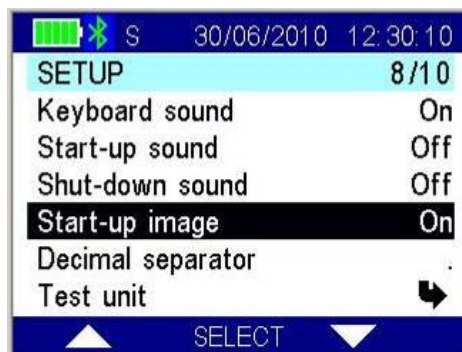 S 30/06/2010 12:30:10
SETUP 8/10
Keyboard sound On
Start-up sound Off
Shut-down sound Off
Start-up image On
Decimal separator .
Test unit
SELECT